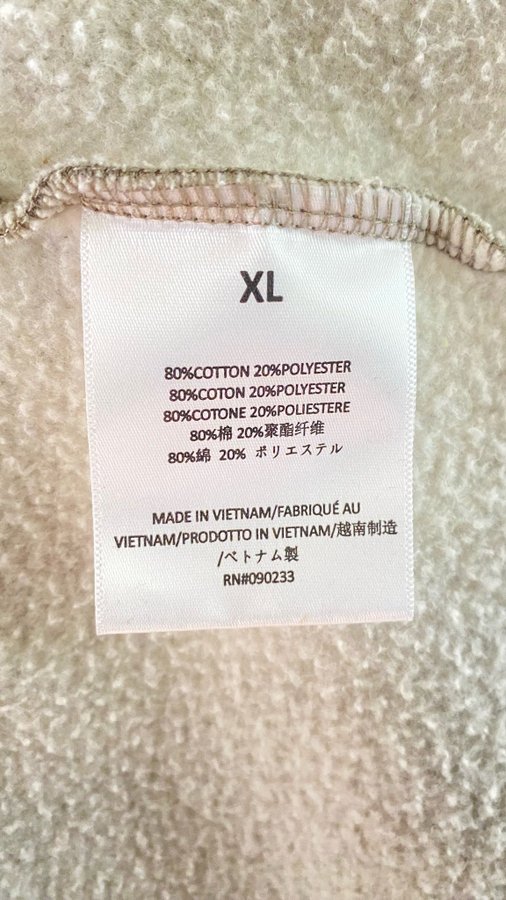 XL
80%COTTON 20%POLYESTER
80%COTON 20%POLYESTER
80%COTONE 20%POLIESTERE
80%棉 20%聚酯纤维
80%綿 20% ポリエステル
MADE IN VIETNAM/FABRIQUÉ AU
VIETNAM/PRODOTTO IN VIETNAM/越南制造
/ベトナム製
RN#090233